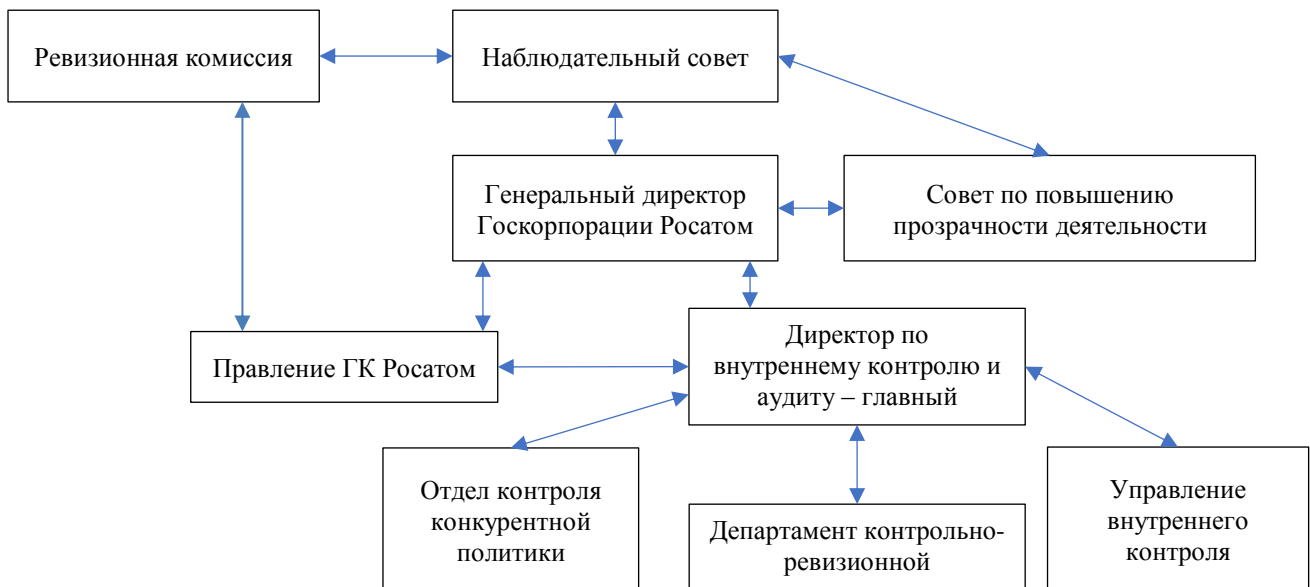 Ревизионная комиссия
Наблюдательный совет
Генеральный директор
Госкорпорации Росатом
Совет по повышению
прозрачности деятельности
Правление ГК Росатом
Директор по
внутреннему контролю и
аудиту – главный
Отдел контроля
конкурентной
политики
Департамент контрольно-
ревизионной
Управление
внутреннего
контроля